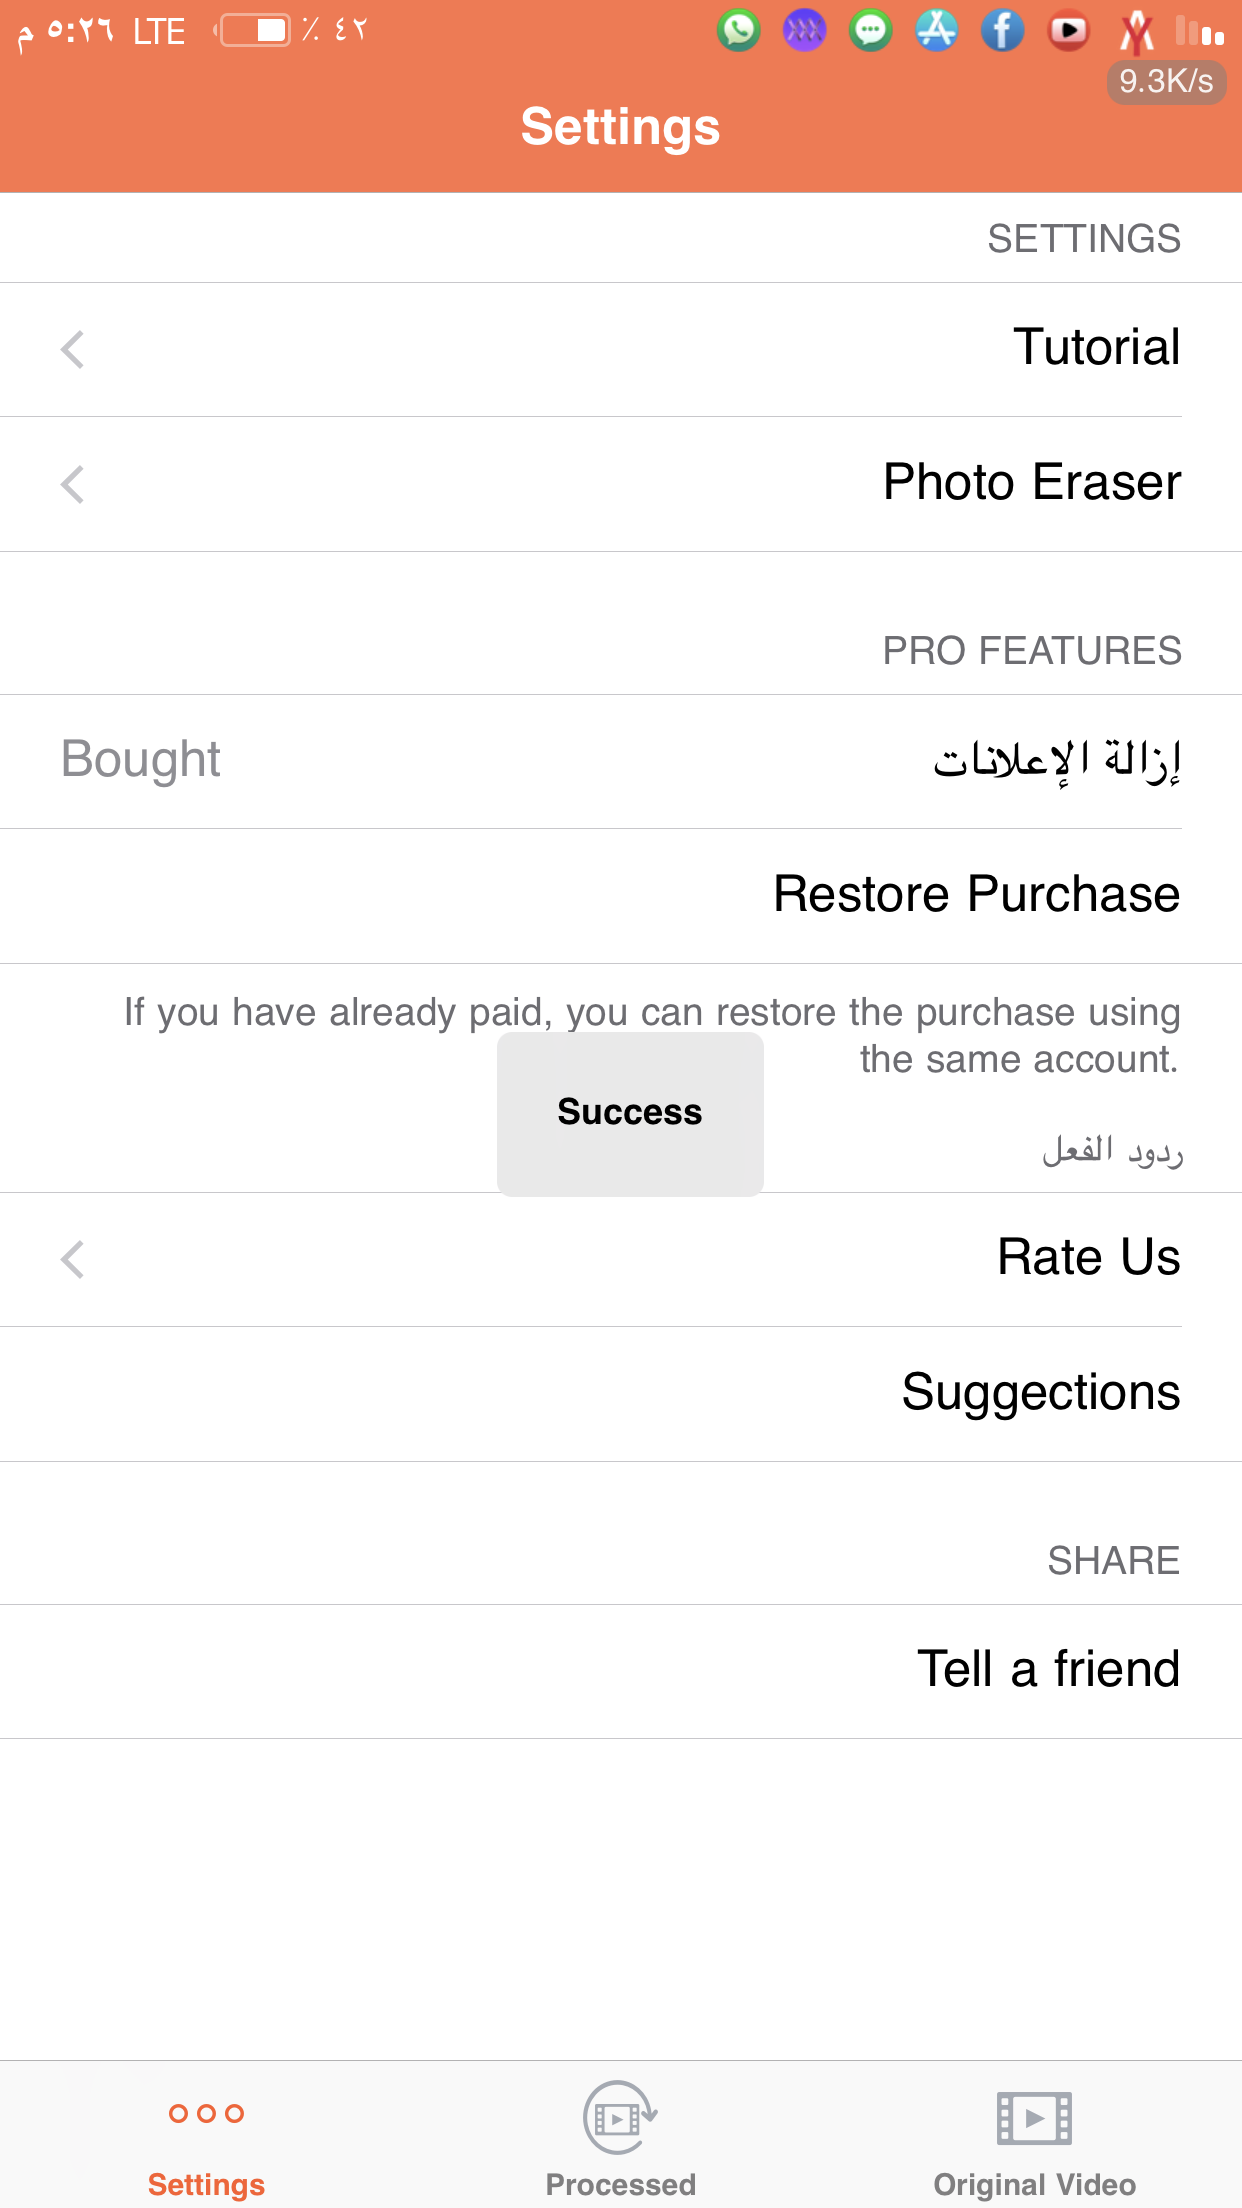 ٥:٢٦ م LTE ٪ ٤٢
9.3K/s
Settings
SETTINGS
Tutorial
Photo Eraser
PRO FEATURES
إزالة الإعلانات Bought
Restore Purchase
If you have already paid, you can restore the purchase using
the same account.
Success
ردود الفعل
Rate Us
Suggections
SHARE
Tell a friend
Settings Processed Original Video